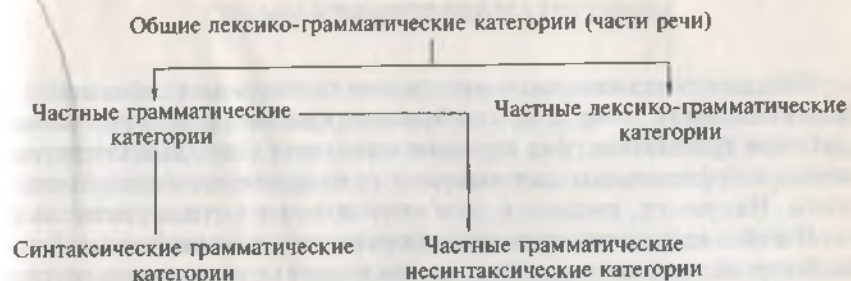 Общие лексико-грамматические категории (части речи)
Частные грамматические
категории
Частные лексико-грамматические
категории
Синтаксические грамматические
категории
Частные грамматические
несинтаксические категории